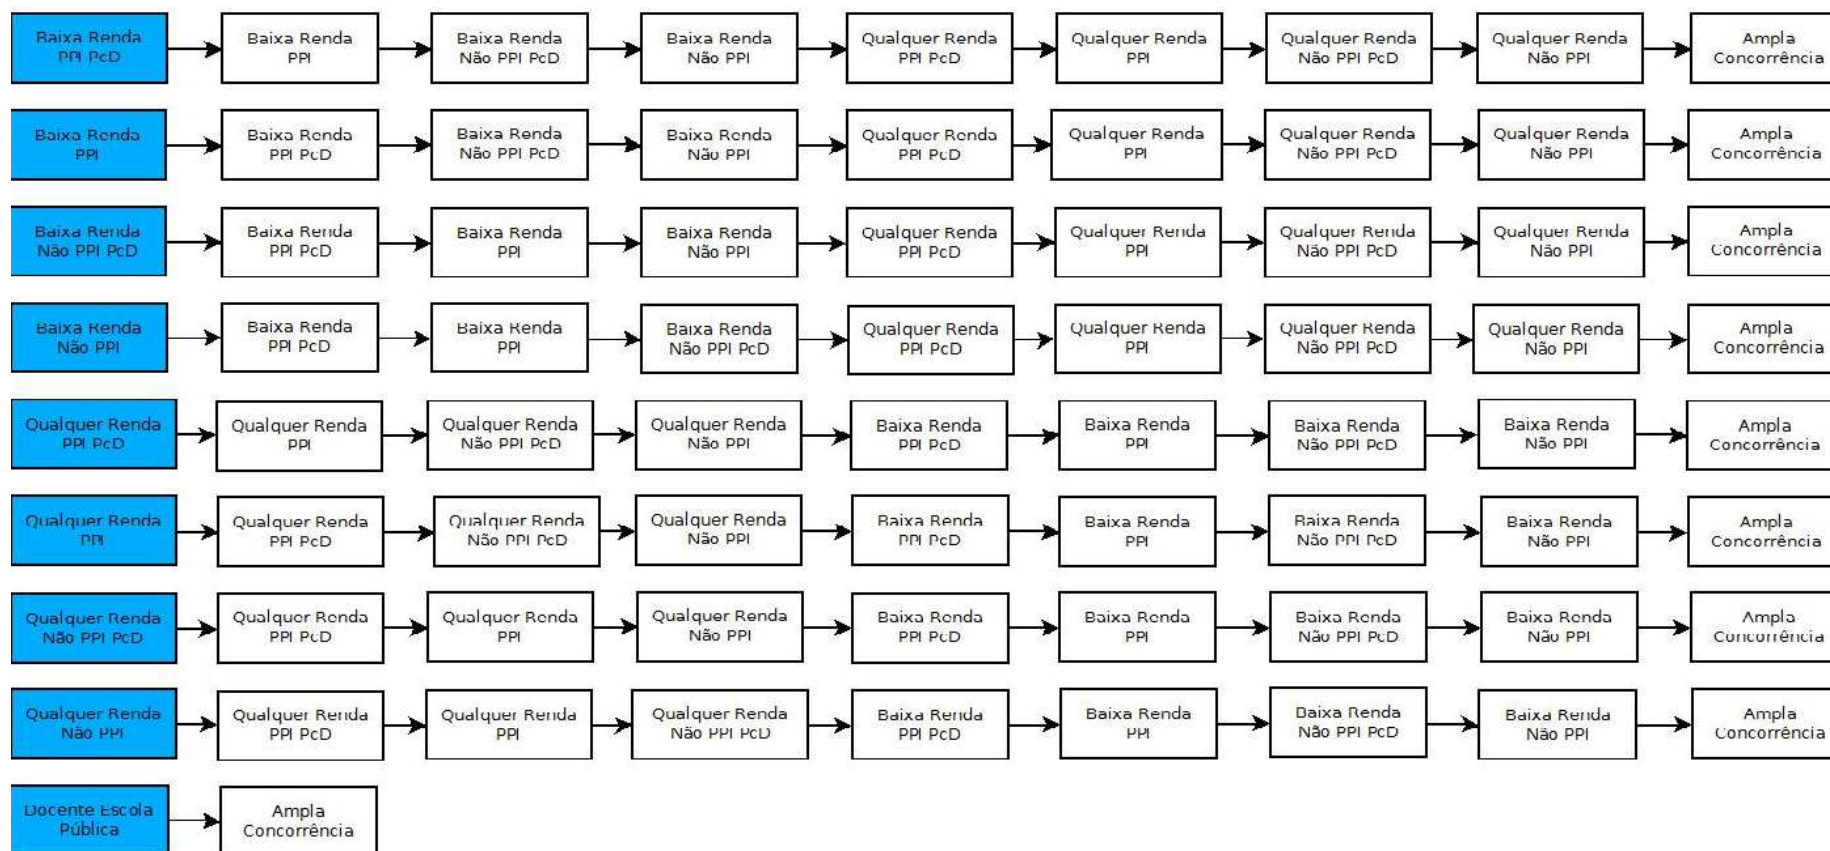 Baixa Renda
PPI PcD
Baixa Renda
PPI
Baixa Renda
Não PPI PcD
Baixa Renda
Não PPI
Qualquer Renda
PPI PcD
Qualquer Renda
PPI
Qualquer Renda
Não PPI PcD
Qualquer Renda
Não PPI
Ampla
Concorrência
Baixa Renda
PPI
Baixa Renda
PPI PcD
Baixa Renda
Não PPI PcD
Baixa Renda
Não PPI
Qualquer Renda
PPI PcD
Qualquer Renda
PPI
Qualquer Renda
Não PPI PcD
Qualquer Renda
Não PPI
Ampla
Concorrência
Baixa Renda
Não PPI PcD
Baixa Renda
PPI PcD
Baixa Renda
PPI
Baixa Renda
Não PPI
Qualquer Renda
PPI PcD
Qualquer Renda
PPI
Qualquer Renda
Não PPI PcD
Qualquer Renda
Não PPI
Ampla
Concorrência
Baixa Renda
Não PPI
Baixa Renda
PPI PcD
Baixa Renda
PPI
Baixa Renda
Não PPI PcD
Qualquer Renda
PPI PcD
Qualquer Renda
PPI
Qualquer Renda
Não PPI PcD
Qualquer Renda
Não PPI
Ampla
Concorrência
Qualquer Renda
PPI PcD
Qualquer Renda
PPI
Qualquer Renda
Não PPI PcD
Qualquer Renda
Não PPI
Baixa Renda
PPI PcD
Baixa Renda
PPI
Baixa Renda
Não PPI PcD
Baixa Renda
Não PPI
Ampla
Concorrência
Qualquer Renda
PPI
Qualquer Renda
PPI PcD
Qualquer Renda
Não PPI PcD
Qualquer Renda
Não PPI
Baixa Renda
PPI PcD
Baixa Renda
PPI
Baixa Renda
Não PPI PcD
Baixa Renda
Não PPI
Ampla
Concorrência
Qualquer Renda
Não PPI PcD
Qualquer Renda
PPI PcD
Qualquer Renda
PPI
Qualquer Renda
Não PPI
Baixa Renda
PPI PcD
Baixa Renda
PPI
Baixa Renda
Não PPI PcD
Baixa Renda
Não PPI
Ampla
Concorrência
Qualquer Renda
Não PPI
Qualquer Renda
PPI PcD
Qualquer Renda
PPI
Qualquer Renda
Não PPI PcD
Baixa Renda
PPI PcD
Baixa Renda
PPI
Baixa Renda
Não PPI PcD
Baixa Renda
Não PPI
Ampla
Concorrência
Docente Escola
Pública
Ampla
Concorrência